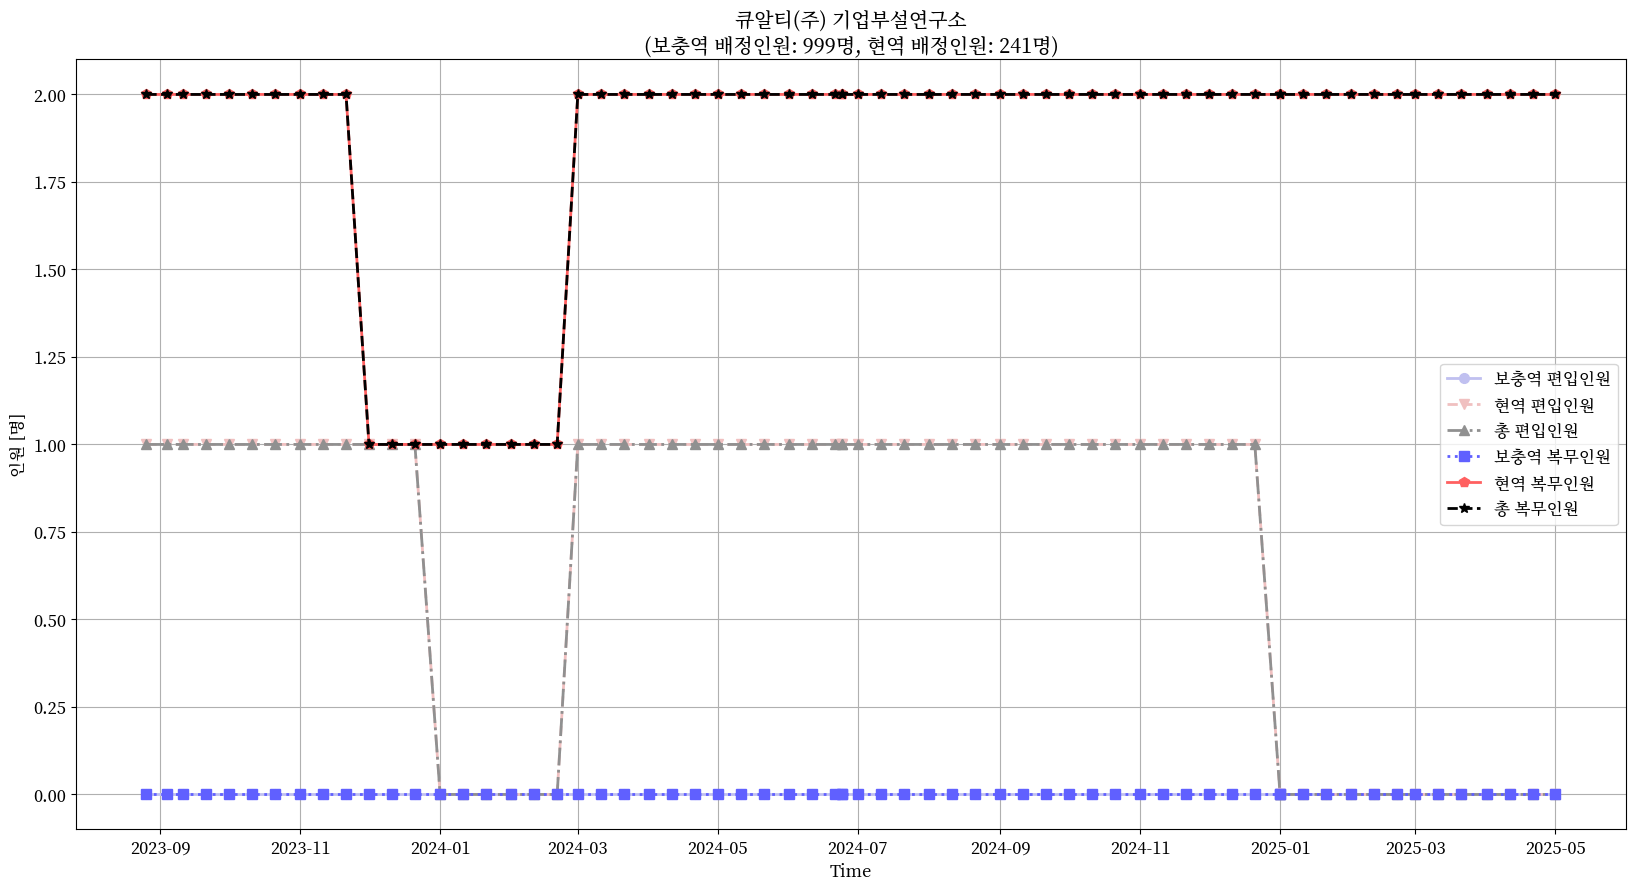 큐알티(주) 기업부설연구소
(보충역 배정인원: 999명, 현역 배정인원: 241명)
인원 [명]
2.00
1.75
1.50
1.25
1.00
0.75
0.50
0.25
0.00
보충역 편입인원
현역 편입인원
총 편입인원
보충역 복무인원
현역 복무인원
총 복무인원
2023-09
2023-11
2024-01
2024-03
2024-05
2024-07
2024-09
2024-11
2025-01
2025-03
2025-05
Time